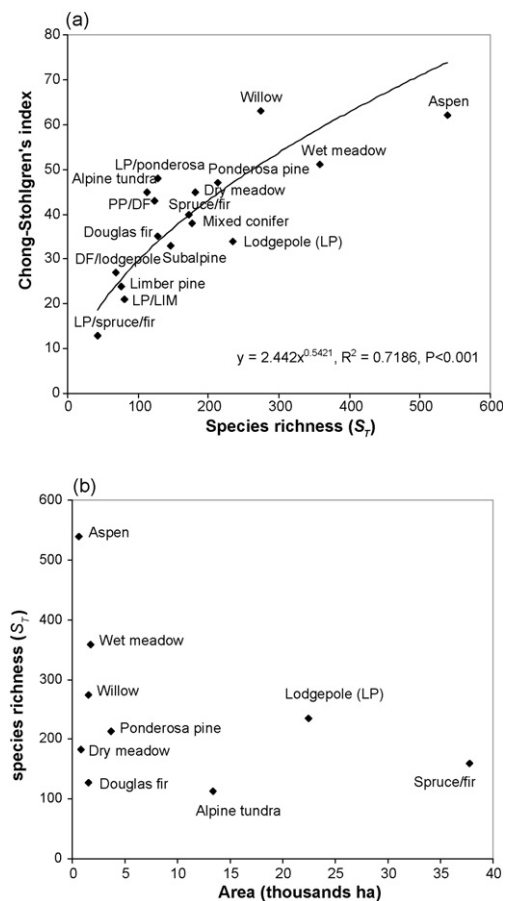 (a)
80
70
60
50
40
30
20
10
0
Chong-Stohlgren's index
Willow
Aspen
Wet meadow
LP/ponderosa
Ponderosa pine
Alpine tundra
Dry meadow
PP/DF
Spruce/fir
Mixed conifer
Douglas fir
Lodgepole (LP)
Subalpine
DF/lodgepole
Limber pine
LP/LIM
LP/spruce/fir
y = 2.442x^0.5421, R² = 0.7186, P<0.001
0 100 200 300 400 500 600
Species richness (S_T)
(b)
600
500
400
300
200
100
0
species richness (S_T)
Aspen
Wet meadow
Willow
Lodgepole (LP)
Ponderosa pine
Dry meadow
Douglas fir
Spruce/fir
Alpine tundra
0 5 10 15 20 25 30 35 40
Area (thousands ha)